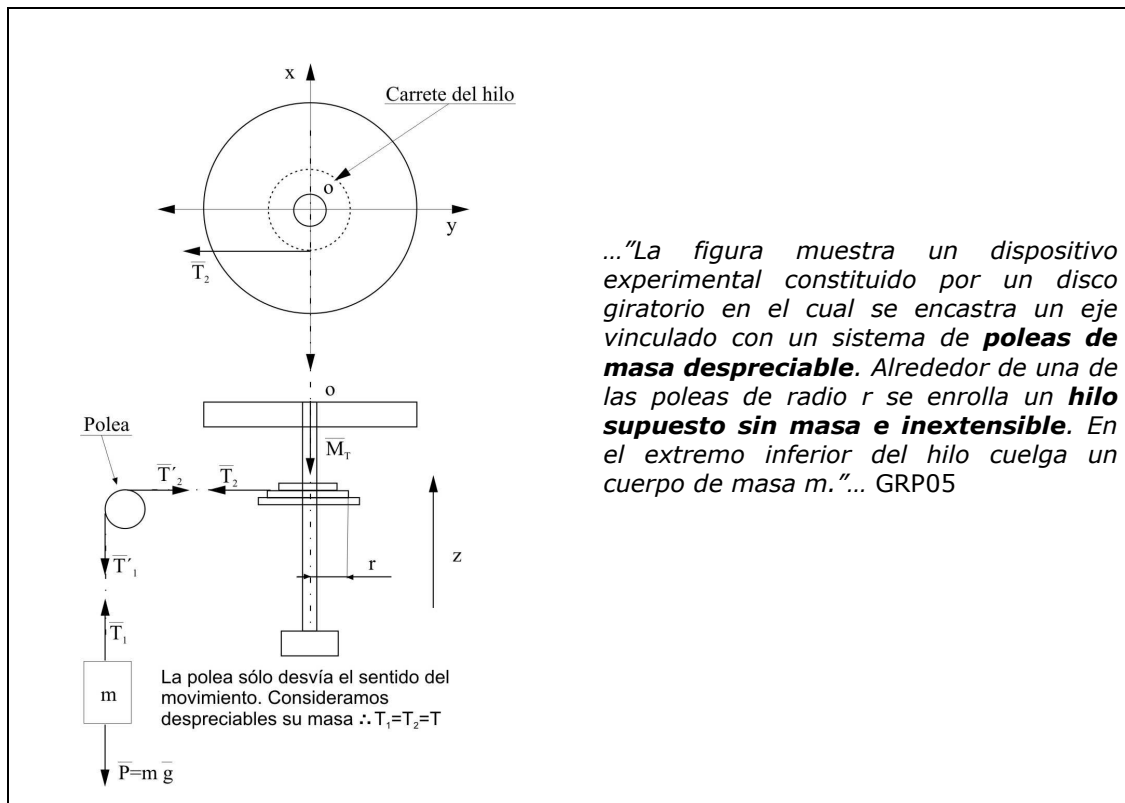 x
Carrete del hilo
o
y
T̅₂
o
Polea
M̅_T
T̅´₂
T̅₂
r
z
T̅´₁
T̅₁
m
La polea sólo desvía el sentido del
movimiento. Consideramos
despreciables su masa ∴ T₁=T₂=T
P̅=m g̅
…”La figura muestra un dispositivo
experimental constituido por un disco
giratorio en el cual se encastra un eje
vinculado con un sistema de poleas de
masa despreciable. Alrededor de una de
las poleas de radio r se enrolla un hilo
supuesto sin masa e inextensible. En
el extremo inferior del hilo cuelga un
cuerpo de masa m.”… GRP05